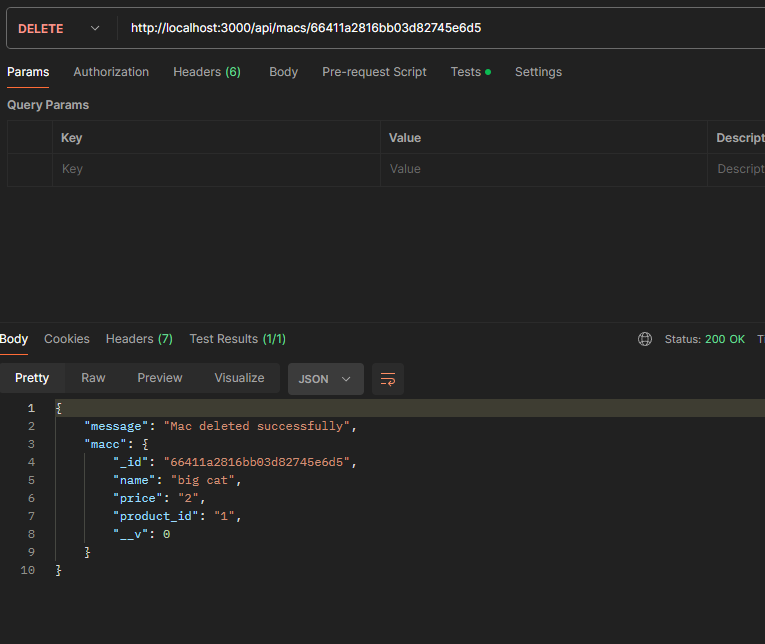 DELETE http://localhost:3000/api/macs/66411a2816bb03d82745e6d5
Params Authorization Headers (6) Body Pre-request Script Tests Settings
Query Params
Key Value Descript
Key Value Descript
Body Cookies Headers (7) Test Results (1/1) Status: 200 OK Ti
Pretty Raw Preview Visualize JSON
1 {
2 "message": "Mac deleted successfully",
3 "macc": {
4 "_id": "66411a2816bb03d82745e6d5",
5 "name": "big cat",
6 "price": "2",
7 "product_id": "1",
8 "__v": 0
9 }
10 }